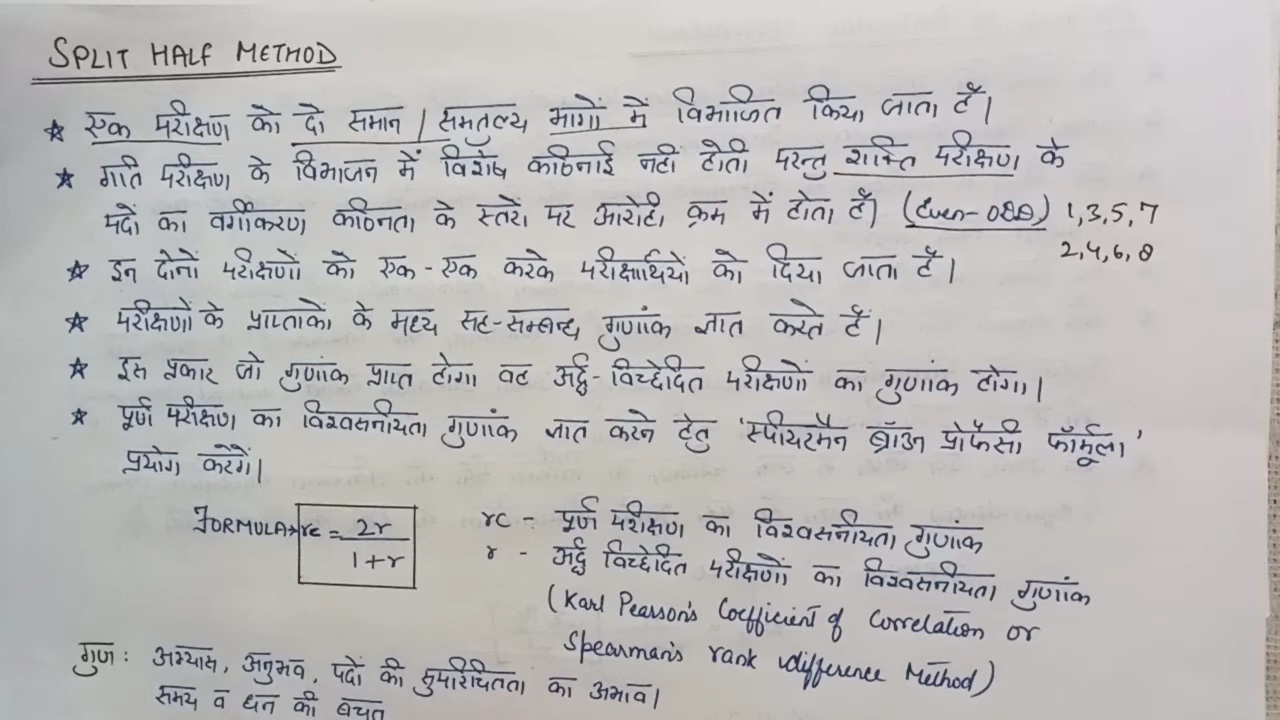 SPLIT HALF METHOD
☆ एक परीक्षण को दो समान / समतुल्य भागों में विभाजित किया जाता है।
☆ गति परीक्षण के विभाजन में विशेष कठिनाई नहीं होती परन्तु शक्ति परीक्षण के
पदों का वर्गीकरण कठिनता के स्तरों पर आरोही क्रम में होता है। (Even-ODD) 1,3,5,7
2,4,6,8
☆ इन दोनों परीक्षणों को एक-एक करके परीक्षार्थियों को दिया जाता है।
☆ परीक्षणों के प्राप्तांकों के मध्य सह-सम्बन्ध गुणांक ज्ञात करते हैं।
☆ इस प्रकार जो गुणांक प्राप्त होगा वह अर्द्ध-विच्छेदित परीक्षणों का गुणांक होगा।
☆ पूर्ण परीक्षण का विश्वसनीयता गुणांक ज्ञात करने हेतु 'स्पीयरमैन ब्रॉउन प्रोफॅसी फॉर्मूला'
प्रयोग करेगें।
FORMULA → rc = 2r / 1+r
rc - पूर्ण परीक्षण का विश्वसनीयता गुणांक
r - अर्द्ध विच्छेदित परीक्षणों का विश्वसनीयता गुणांक
(Karl Pearson's Coefficient of Correlation or
Spearman's rank difference Method)
गुण: अभ्यास, अनुभव, पदों की सुपरिचितता का अभाव।
समय व धन की बचत